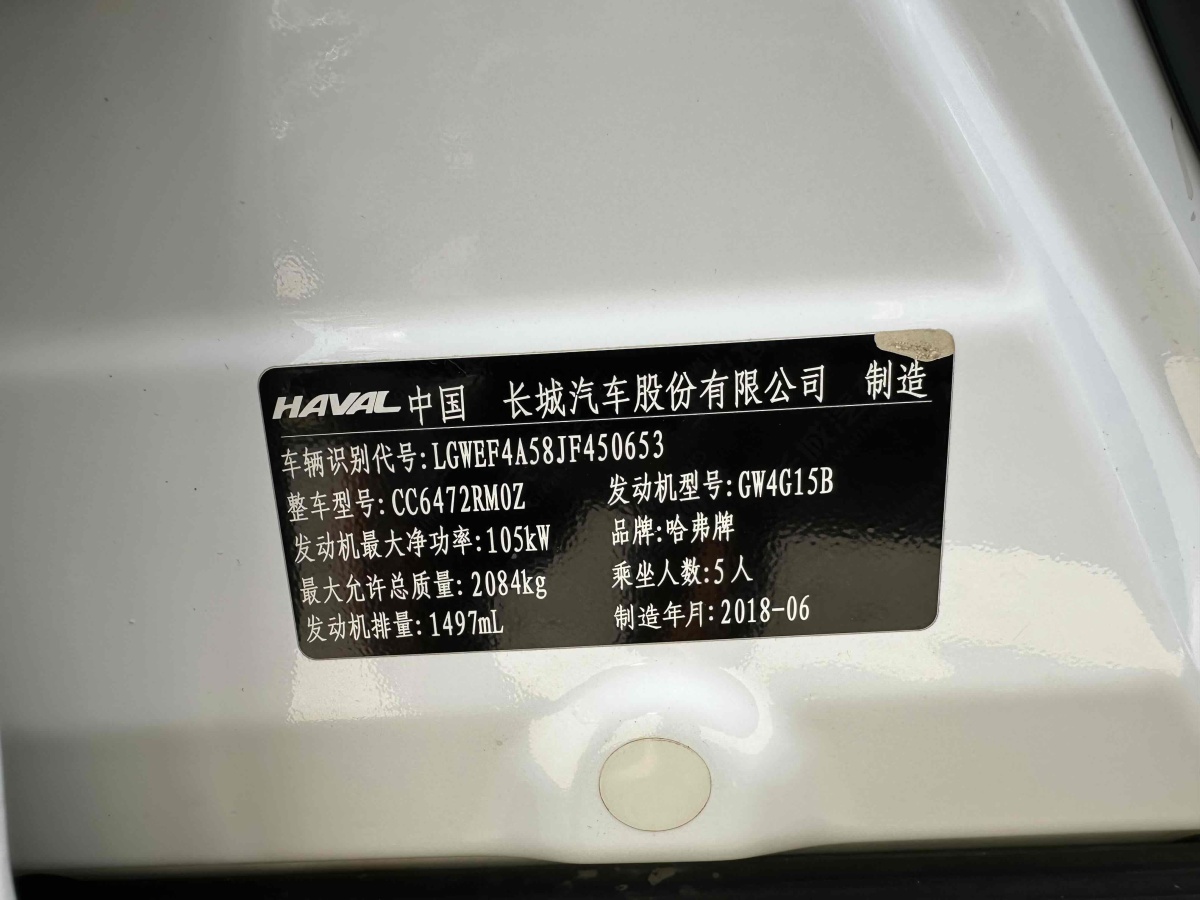 HAVAL 中国 长城汽车股份有限公司 制造
车辆识别代号:LGWEF4A58JF450653
整车型号:CC6472RM0Z 发动机型号:GW4G15B
发动机最大净功率:105kW 品牌:哈弗牌
最大允许总质量:2084kg 乘坐人数:5人
发动机排量:1497mL 制造年月:2018-06